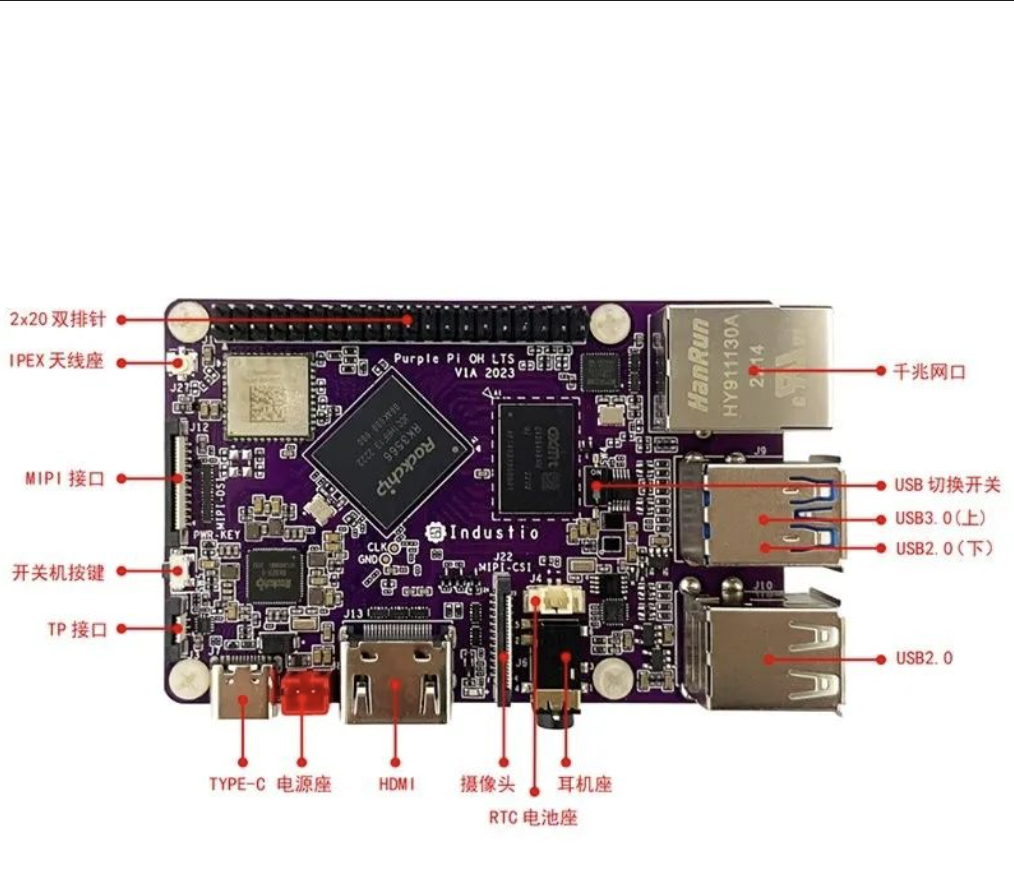 2x20 双排针
IPEX 天线座
MIPI 接口
开关机按键
TP 接口
J27
J12
MIPI-DSI
PWR-KEY
J7
Purple Pi OH LTS
V1A 2023
Rockchip
RK3566
Rockchip
CLK
GND
Industio
J22
MIPI-CSI
J4
J13
J6
A1
ON
HanRun
HY911130A
J9
J10
千兆网口
USB 切换开关
USB3.0(上)
USB2.0(下)
USB2.0
TYPE-C
电源座
HDMI
摄像头
耳机座
RTC 电池座